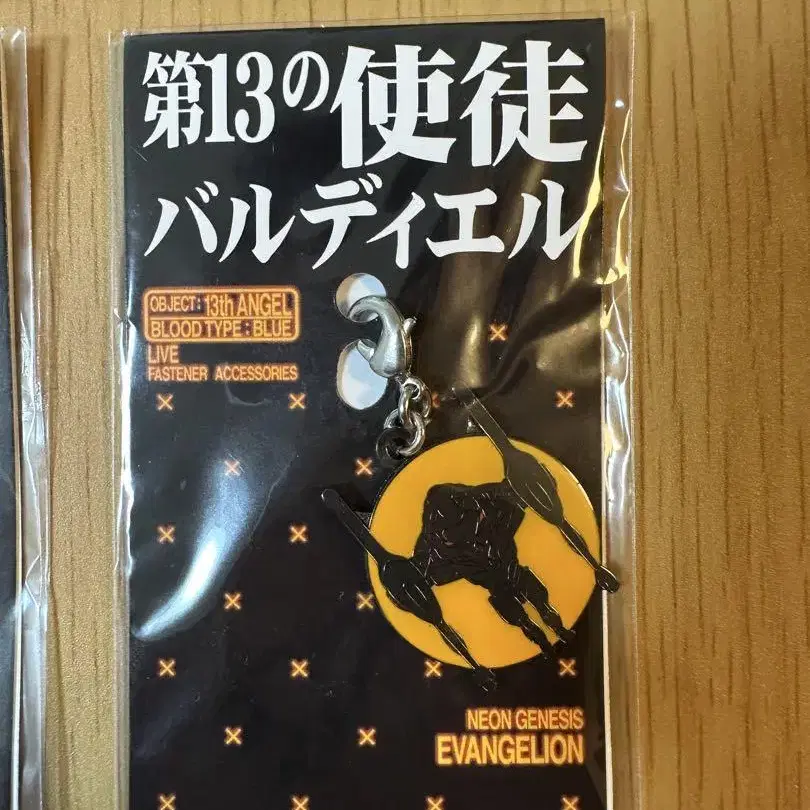 第13の使徒
バルディエル
OBJECT:13th ANGEL
BLOOD TYPE:BLUE
LIVE
FASTENER ACCESSORIES
NEON GENESIS
EVANGELION